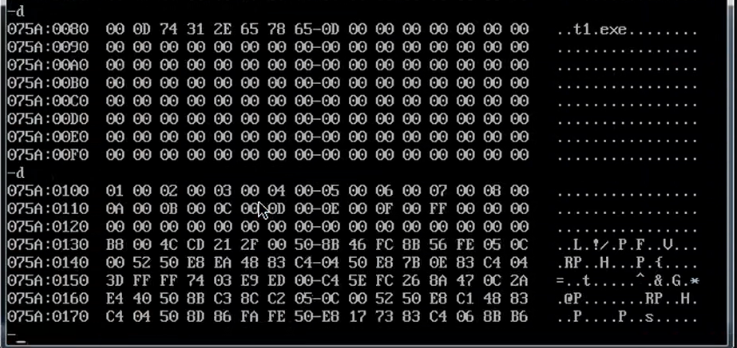 -d
075A:0080  00 0D 74 31 2E 65 78 65-0D 00 00 00 00 00 00 00  ..t1.exe........
075A:0090  00 00 00 00 00 00 00 00-00 00 00 00 00 00 00 00  ................
075A:00A0  00 00 00 00 00 00 00 00-00 00 00 00 00 00 00 00  ................
075A:00B0  00 00 00 00 00 00 00 00-00 00 00 00 00 00 00 00  ................
075A:00C0  00 00 00 00 00 00 00 00-00 00 00 00 00 00 00 00  ................
075A:00D0  00 00 00 00 00 00 00 00-00 00 00 00 00 00 00 00  ................
075A:00E0  00 00 00 00 00 00 00 00-00 00 00 00 00 00 00 00  ................
075A:00F0  00 00 00 00 00 00 00 00-00 00 00 00 00 00 00 00  ................
-d
075A:0100  01 00 02 00 03 00 04 00-05 00 06 00 07 00 08 00  ................
075A:0110  0A 00 0B 00 0C 00 0D 00-0E 00 0F 00 FF 00 00 00  ................
075A:0120  00 00 00 00 00 00 00 00-00 00 00 00 00 00 00 00  ................
075A:0130  B8 00 4C CD 21 2F 00 50-8B 46 FC 8B 56 FE 05 0C  ..L.!/.P.F..V...
075A:0140  00 52 50 E8 EA 48 83 C4-04 50 E8 7B 0E 83 C4 04  .RP..H...P.{....
075A:0150  3D FF FF 74 03 E9 ED 00-C4 5E FC 26 8A 47 0C 2A  =..t.....^.&.G.*
075A:0160  E4 40 50 8B C3 8C C2 05-0C 00 52 50 E8 C1 48 83  .@P.......RP..H.
075A:0170  C4 04 50 8D 86 FA FE 50-E8 17 73 83 C4 06 8B B6  ..P....P..s.....
-_